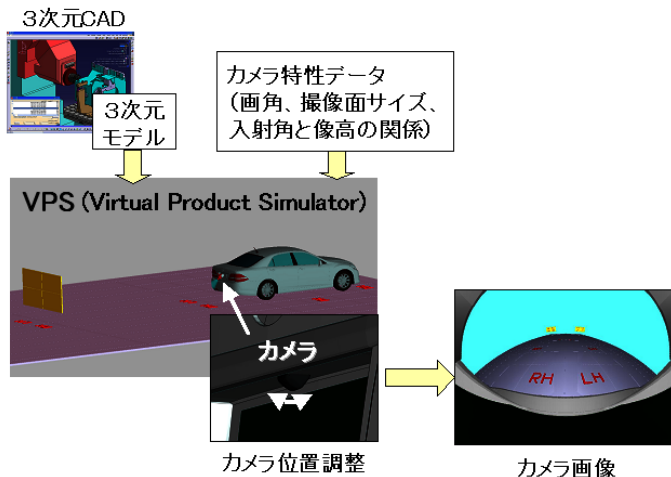 3次元CAD
3次元
モデル
カメラ特性データ
(画角、撮像面サイズ、
入射角と像高の関係)
VPS (Virtual Product Simulator)
カメラ
RH LH
カメラ位置調整
カメラ画像